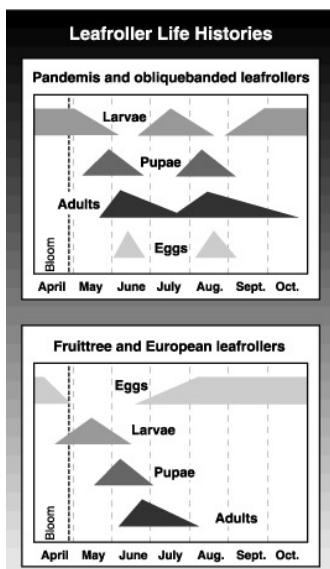 Leafroller Life Histories
Pandemis and obliquebanded leafrollers
Larvae
Pupae
Adults
Eggs
Bloom
April May June July Aug. Sept. Oct.
Fruittree and European leafrollers
Eggs
Larvae
Pupae
Adults
Bloom
April May June July Aug. Sept. Oct.